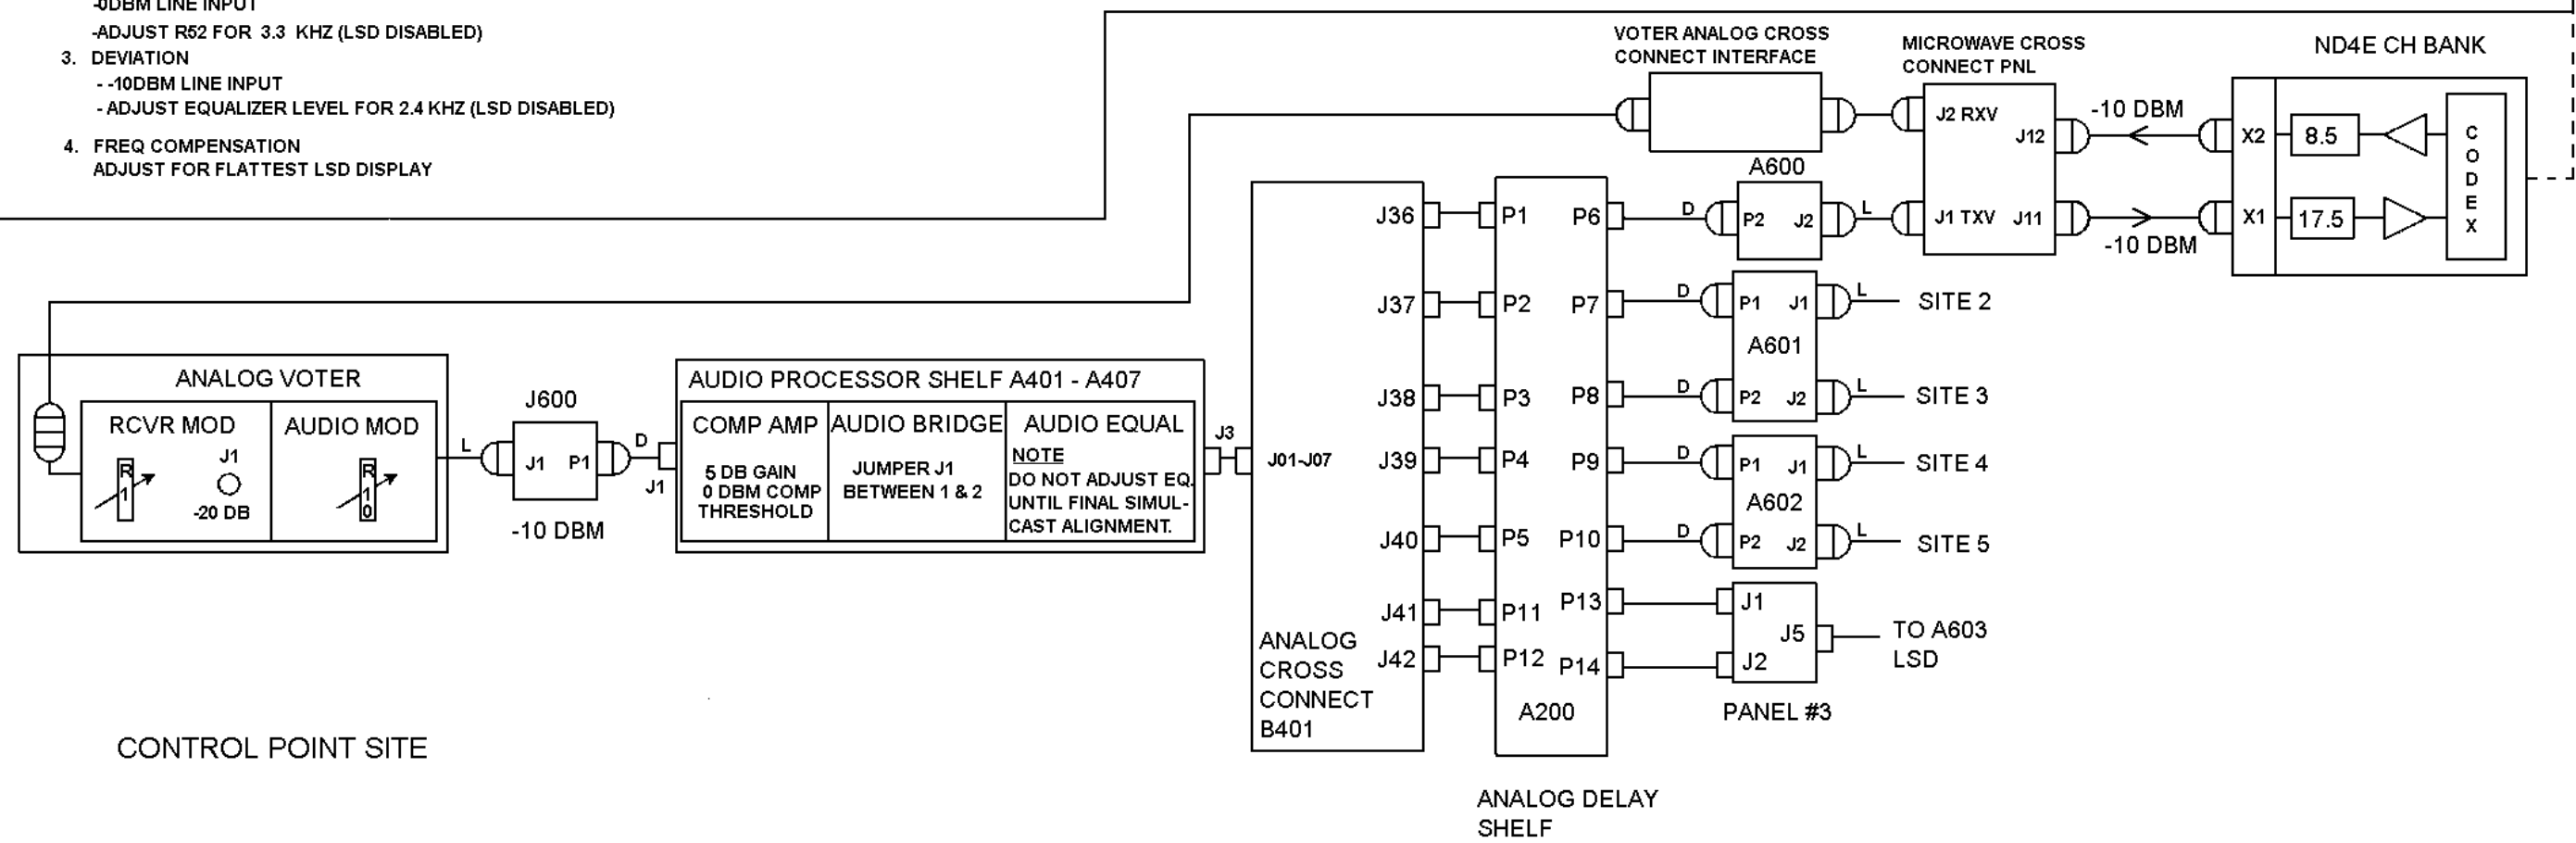 -0DBM LINE INPUT
-ADJUST R52 FOR 3.3 KHZ (LSD DISABLED)
3. DEVIATION
- -10DBM LINE INPUT
- ADJUST EQUALIZER LEVEL FOR 2.4 KHZ (LSD DISABLED)
4. FREQ COMPENSATION
ADJUST FOR FLATTEST LSD DISPLAY
VOTER ANALOG CROSS
CONNECT INTERFACE
MICROWAVE CROSS
CONNECT PNL
J2 RXV
J12
J1 TXV J11
-10 DBM
-10 DBM
ND4E CH BANK
X2
8.5
X1
17.5
C
O
D
E
X
A600
D
P2 J2
L
ANALOG VOTER
RCVR MOD
R
1
J1
-20 DB
AUDIO MOD
R
1
0
L
J600
J1 P1
-10 DBM
D
J1
AUDIO PROCESSOR SHELF A401 - A407
COMP AMP
5 DB GAIN
0 DBM COMP
THRESHOLD
AUDIO BRIDGE
JUMPER J1
BETWEEN 1 & 2
AUDIO EQUAL
NOTE
DO NOT ADJUST EQ.
UNTIL FINAL SIMUL-
CAST ALIGNMENT.
J3
J01-J07
J36
J37
J38
J39
J40
J41
J42
ANALOG
CROSS
CONNECT
B401
P1 P6
P2 P7
P3 P8
P4 P9
P5 P10
P11 P13
P12 P14
A200
ANALOG DELAY
SHELF
D
P1 J1
L
SITE 2
A601
D
P2 J2
L
SITE 3
D
P1 J1
L
SITE 4
A602
D
P2 J2
L
SITE 5
J1
J5
J2
TO A603
LSD
PANEL #3
CONTROL POINT SITE